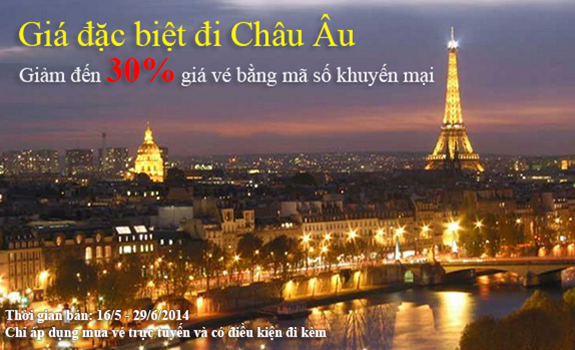 Giá đặc biệt đi Châu Âu
Giảm đến 30% giá vé bằng mã số khuyến mại
Thời gian bán: 16/5 - 29/6/2014
Chỉ áp dụng mua vé trực tuyến và có điều kiện đi kèm